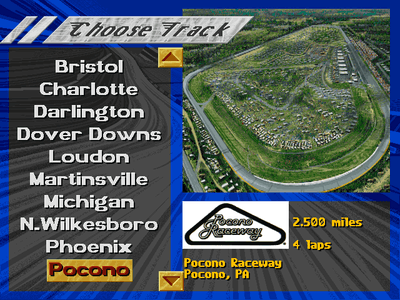 Choose Track
Bristol
Charlotte
Darlington
Dover Downs
Loudon
Martinsville
Michigan
N.Wilkesboro
Phoenix
Pocono
Pocono
Raceway
2.500 miles
4 laps
Pocono Raceway
Pocono, PA